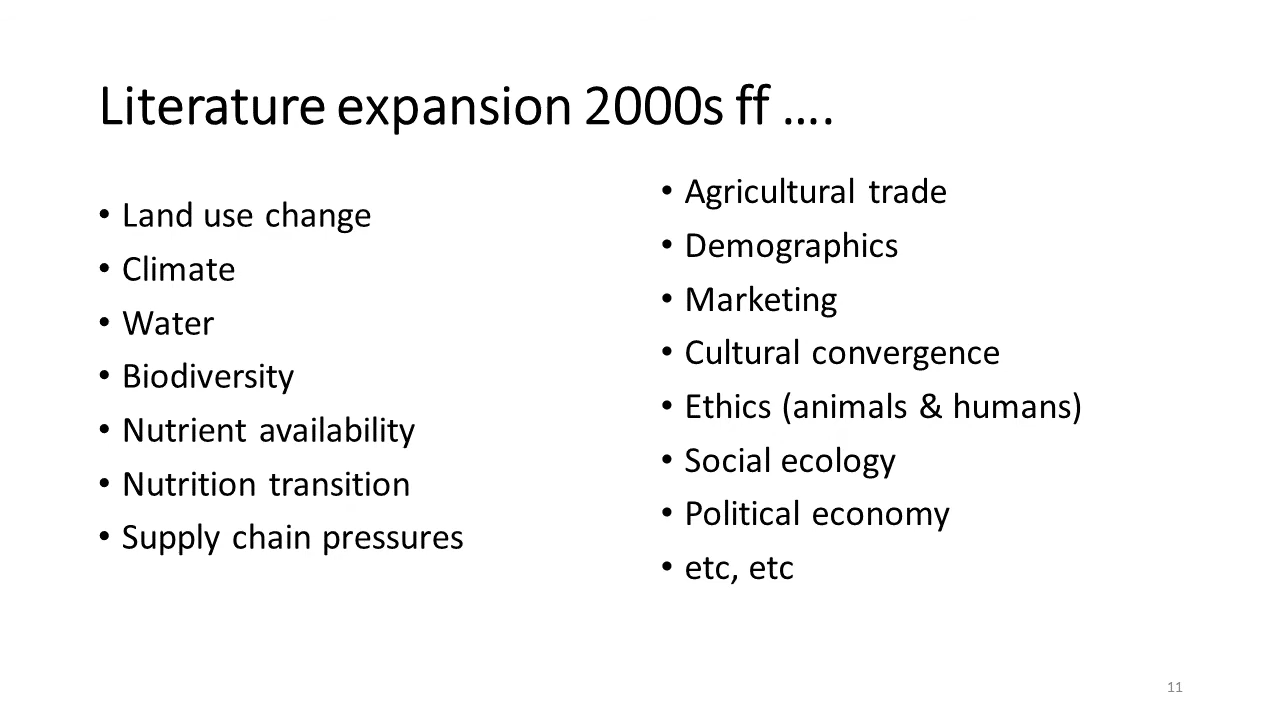 Literature expansion 2000s ff ....
• Land use change
• Climate
• Water
• Biodiversity
• Nutrient availability
• Nutrition transition
• Supply chain pressures
• Agricultural trade
• Demographics
• Marketing
• Cultural convergence
• Ethics (animals & humans)
• Social ecology
• Political economy
• etc, etc
11